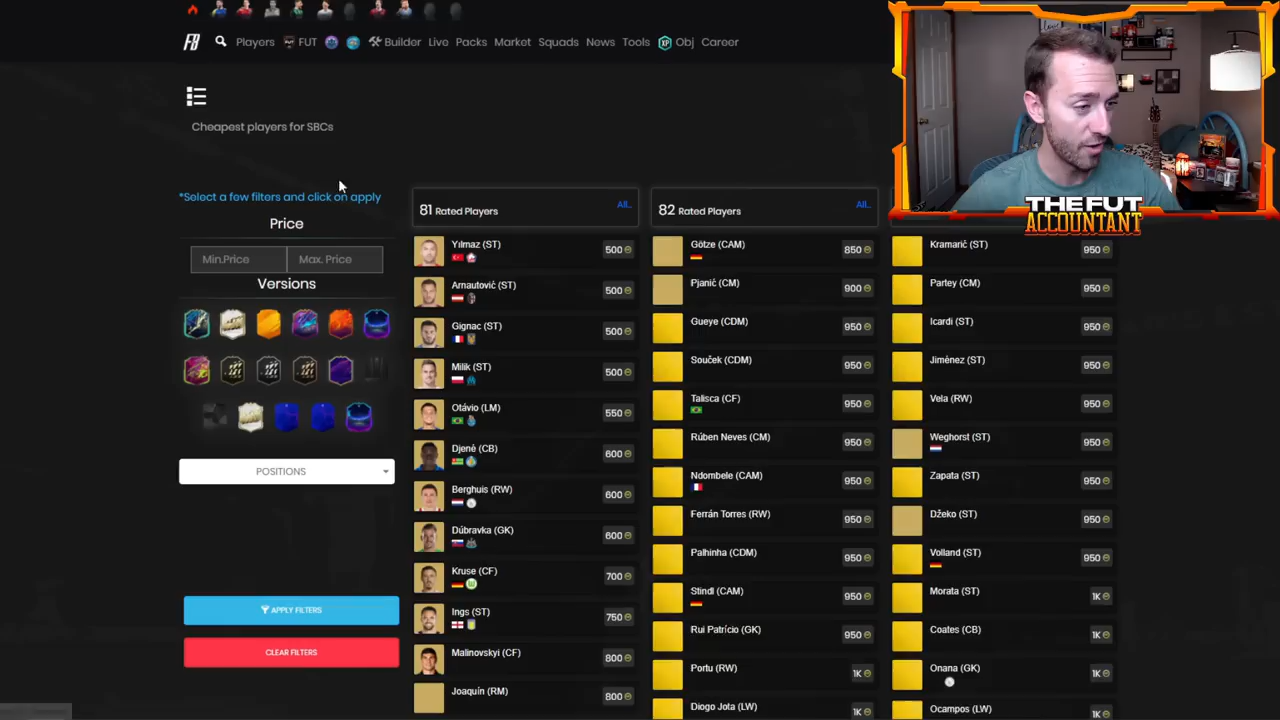 F8
Players
FUT
Builder
Live
Packs
Market
Squads
News
Tools
XP
Obj
Career
Cheapest players for SBCs
*Select a few filters and click on apply
Price
Min.Price
Max. Price
Versions
POSITIONS
APPLY FILTERS
CLEAR FILTERS
81 Rated Players
All..
Yılmaz (ST)
500
Arnautović (ST)
500
Gignac (ST)
500
Milik (ST)
500
Otávio (LM)
550
Djené (CB)
600
Berghuis (RW)
600
Dúbravka (GK)
600
Kruse (CF)
700
Ings (ST)
750
Malinovskyi (CF)
800
Joaquín (RM)
800
82 Rated Players
All..
Götze (CAM)
850
Pjanić (CM)
900
Gueye (CDM)
950
Souček (CDM)
950
Talisca (CF)
950
Rúben Neves (CM)
950
Ndombele (CAM)
950
Ferrán Torres (RW)
950
Palhinha (CDM)
950
Stindl (CAM)
950
Rui Patrício (GK)
950
Portu (RW)
1K
Diogo Jota (LW)
1K
Kramarić (ST)
950
Partey (CM)
950
Icardi (ST)
950
Jiménez (ST)
950
Vela (RW)
950
Weghorst (ST)
950
Zapata (ST)
950
Džeko (ST)
950
Volland (ST)
950
Morata (ST)
1K
Coates (CB)
1K
Onana (GK)
1K
Ocampos (LW)
1K
THE FUT
ACCOUNTANT